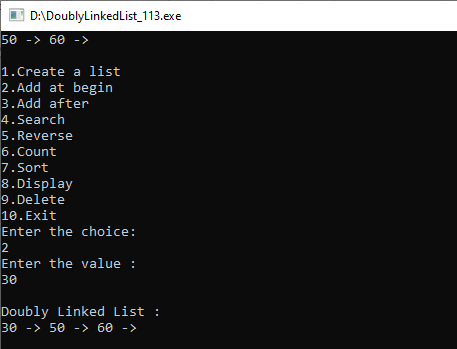 D:\DoublyLinkedList_113.exe
50 -> 60 ->
1.Create a list
2.Add at begin
3.Add after
4.Search
5.Reverse
6.Count
7.Sort
8.Display
9.Delete
10.Exit
Enter the choice:
2
Enter the value :
30
Doubly Linked List :
30 -> 50 -> 60 ->